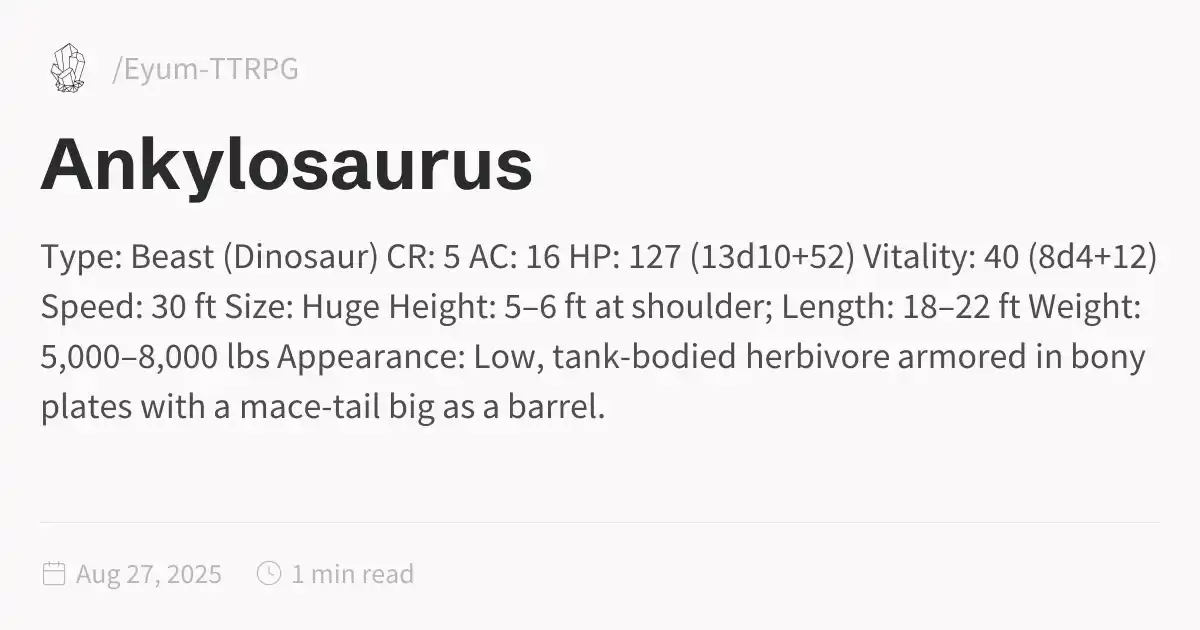 /Eyum-TTRPG
Ankylosaurus
Type: Beast (Dinosaur) CR: 5 AC: 16 HP: 127 (13d10+52) Vitality: 40 (8d4+12)
Speed: 30 ft Size: Huge Height: 5–6 ft at shoulder; Length: 18–22 ft Weight:
5,000–8,000 lbs Appearance: Low, tank-bodied herbivore armored in bony
plates with a mace-tail big as a barrel.
Aug 27, 2025 1 min read